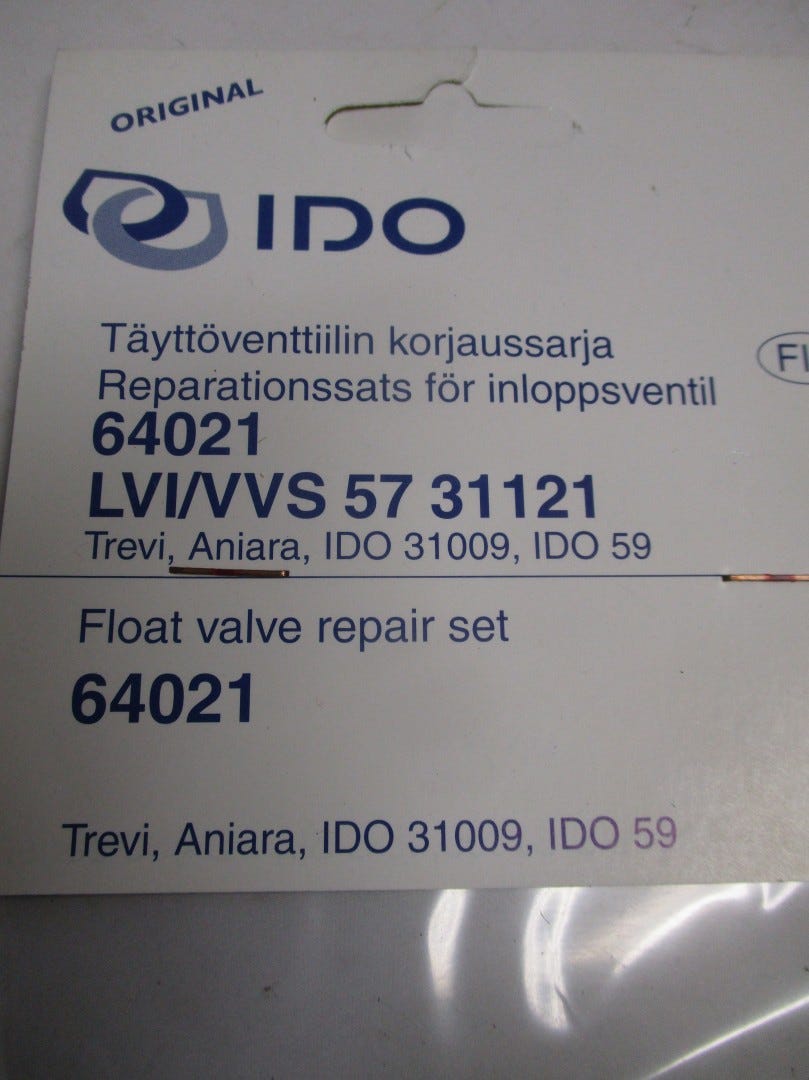 ORIGINAL
IDO
Täyttöventtiilin korjaussarja
FI
Reparationssats för inloppsventil
64021
LVI/VVS 57 31121
Trevi, Aniara, IDO 31009, IDO 59
Float valve repair set
64021
Trevi, Aniara, IDO 31009, IDO 59